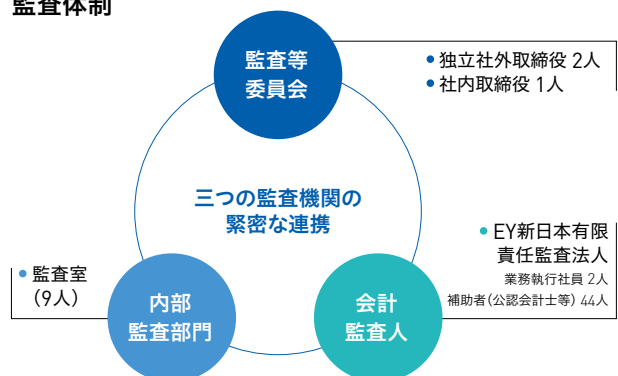 監査体制
監査等
委員会
• 独立社外取締役 2人
• 社内取締役 1人
三つの監査機関の
緊密な連携
• 監査室
(9人)
内部
監査部門
会計
監査人
• EY新日本有限
責任監査法人
業務執行社員 2人
補助者(公認会計士等) 44人